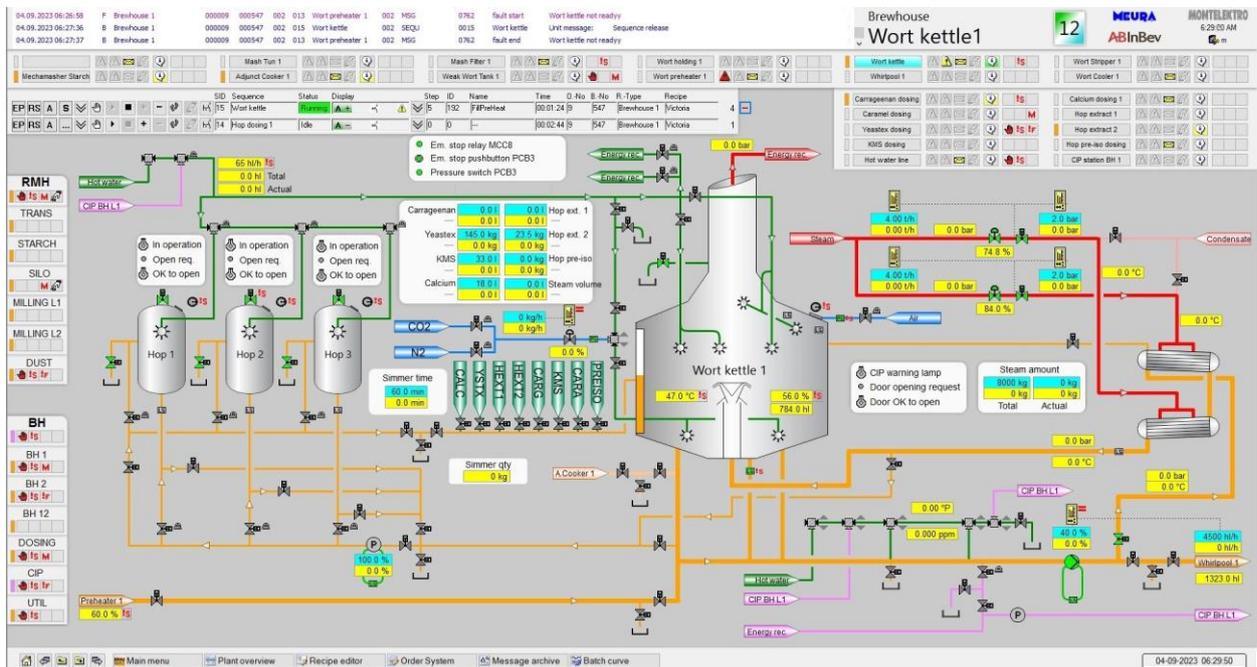 04.09.2023 06:26:58 F Brewhouse 1 000009 000547 002 013 Wort preheater 1 002 MSG 0762 fault start Wort kettle not readyy
04.09.2023 06:27:36 B Brewhouse 1 000009 000547 002 015 Wort kettle 002 SEQU 0015 Wort kettle Unit message: Sequence release
04.09.2023 06:27:37 B Brewhouse 1 000009 000547 002 013 Wort preheater 1 002 MSG 0762 fault end Wort kettle not readyy
Brewhouse
Wort kettle1
12
MEURA
ABInBev
MONTELEKTRO
Mash Tun 1
Mash Filter 1
Wort holding 1
Wort kettle
Wort Stripper 1
Mechamasher Starch
Adjunct Cooker 1
Weak Wort Tank 1
Wort preheater 1
Whirlpool 1
Wort Cooler 1
Carrageenan dosing
Calcium dosing 1
Caramel dosing
Hop extract 1
Yeastex dosing
Hop extract 2
KMS dosing
Hop pre-iso dosing
Hot water line
CIP station BH 1
SID Sequence Status Display Step ID Name O.-No B.-No R.-Type Recipe
EP RS A S 15 Wort kettle Running 5 192 FillPreHeat 00:01:24 9 547 Brewhouse 1 Victoria 4
EP RS A ... 14 Hop dosing 1 Idle 0 0 --- 00:02:44 9 547 Brewhouse 1 Victoria 1
Em. stop relay MCC8
Em. stop pushbutton PCB3
Pressure switch PCB3
Energy rec.
Energy rec.
0.0 bar
Energy rec.
65 hl/h
0.0 hl Total
0.0 hl Actual
Hot water
CIP BH L1
RMH
TRANS
STARCH
SILO
MILLING L1
MILLING L2
DUST
BH
BH 1
BH 2
BH 12
DOSING
CIP
UTIL
In operation
Open req.
OK to open
In operation
Open req.
OK to open
In operation
Open req.
OK to open
Hop 1
Hop 2
Hop 3
Carrageenan 0.0 l 0.0 l Hop ext. 1
--- 0.0 l 0.0 l ---
Yeastex 145.0 kg 23.5 kg Hop ext. 2
--- 0.0 kg 0.0 kg ---
KMS 33.0 l 0.0 kg Hop pre-iso
--- 0.0 l 0.0 kg ---
Calcium 18.0 l 0.0 l Steam volume
--- 0.0 l 0.0 l ---
CO2
N2
0 kg/h
0 kg/h
0.0 %
Simmer time
60.0 min
0.0 min
CALC
YSTX
HEXT1
HEXT2
CARG
KMS
CARA
PREISO
Simmer qty
0 kg
Wort kettle 1
47.0 °C
56.0 %
784.0 hl
A.Cooker 1
Air
Steam
4.00 t/h
0.00 t/h
0.0 bar
74.8 %
2.0 bar
0.0 bar
Condensate
4.00 t/h
0.00 t/h
0.0 bar
84.0 %
2.0 bar
0.0 bar
0.0 °C
0.0 °C
CIP warning lamp
Door opening request
Door OK to open
Steam amount
8000 kg 0 kg
0 kg 0 kg
Total Actual
0.0 bar
0.0 °C
0.0 bar
0.0 °C
CIP BH L1
0.00 °P
0.000 ppm
40.0 %
0.0 %
4500 hl/h
0 hl/h
Whirlpool 1
1323.0 hl
Hot water
CIP BH L1
Energy rec.
P
CIP BH L1
P
100.0 %
0.0 %
Preheater 1
60.0 %
Main menu
Plant overview
Recipe editor
Order System
Message archive
Batch curve
04-09-2023 06:29:50